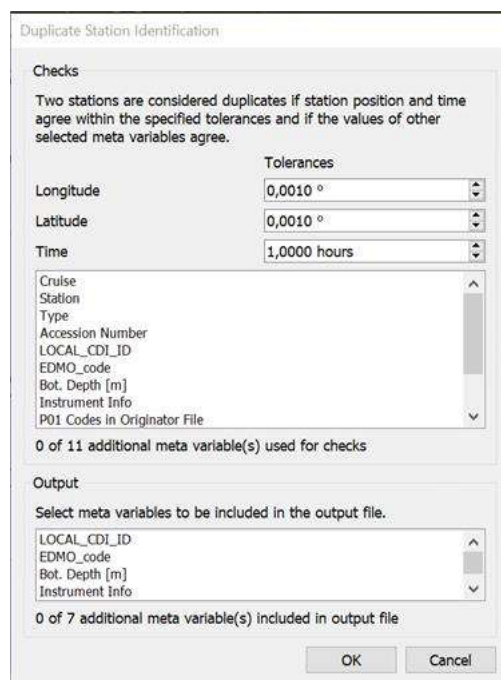 Duplicate Station Identification
Checks
Two stations are considered duplicates if station position and time
agree within the specified tolerances and if the values of other
selected meta variables agree.
Tolerances
Longitude 0,0010 º
Latitude 0,0010 º
Time 1,0000 hours
Cruise
Station
Type
Accession Number
LOCAL_CDI_ID
EDMO_code
Bot. Depth [m]
Instrument Info
P01 Codes in Originator File
0 of 11 additional meta variable(s) used for checks
Output
Select meta variables to be included in the output file.
LOCAL_CDI_ID
EDMO_code
Bot. Depth [m]
Instrument Info
0 of 7 additional meta variable(s) included in output file
OK Cancel